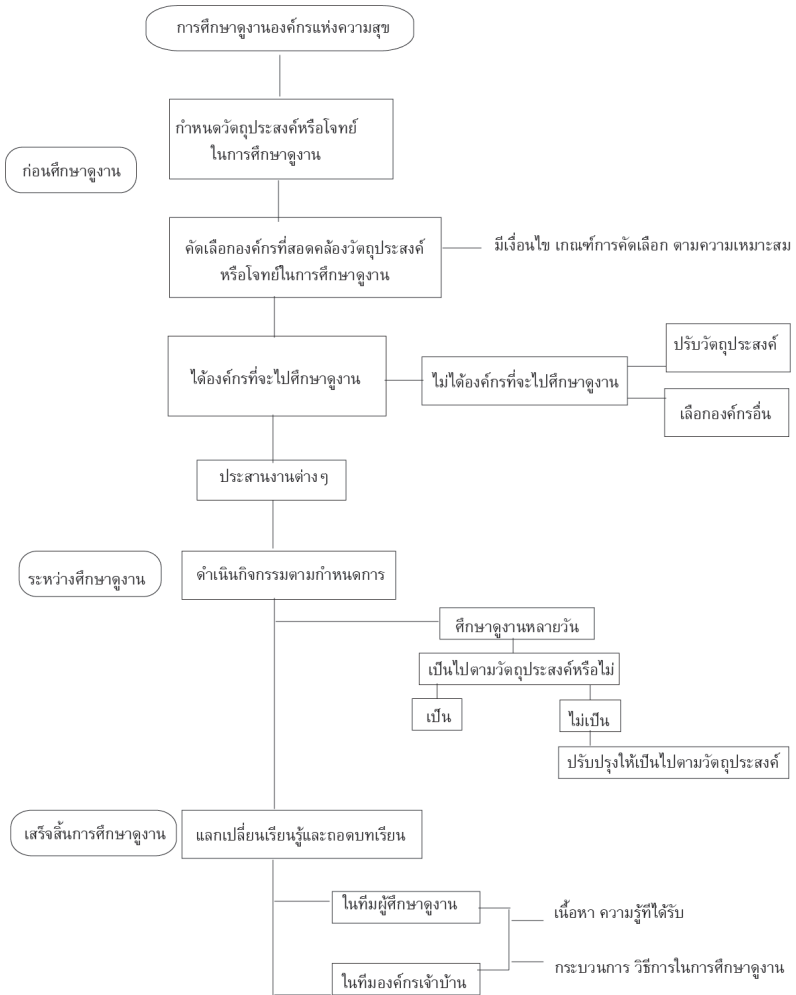 การศึกษาดูงานองค์กรแห่งความสุข
กำหนดวัตถุประสงค์หรือโจทย์
ในการศึกษาดูงาน
ก่อนศึกษาดูงาน
คัดเลือกองค์กรที่สอดคล้องวัตถุประสงค์
หรือโจทย์ในการศึกษาดูงาน
มีเงื่อนไข เกณฑ์การคัดเลือก ตามความเหมาะสม
ได้องค์กรที่จะไปศึกษาดูงาน
ไม่ได้องค์กรที่จะไปศึกษาดูงาน
ปรับวัตถุประสงค์
เลือกองค์กรอื่น
ประสานงานต่างๆ
ระหว่างศึกษาดูงาน
ดำเนินกิจกรรมตามกำหนดการ
ศึกษาดูงานหลายวัน
เป็นไปตามวัตถุประสงค์หรือไม่
เป็น
ไม่เป็น
ปรับปรุงให้เป็นไปตามวัตถุประสงค์
เสร็จสิ้นการศึกษาดูงาน
แลกเปลี่ยนเรียนรู้และถอดบทเรียน
ในทีมผู้ศึกษาดูงาน
เนื้อหา ความรู้ที่ได้รับ
กระบวนการ วิธีการในการศึกษาดูงาน
ในทีมองค์กรเจ้าบ้าน